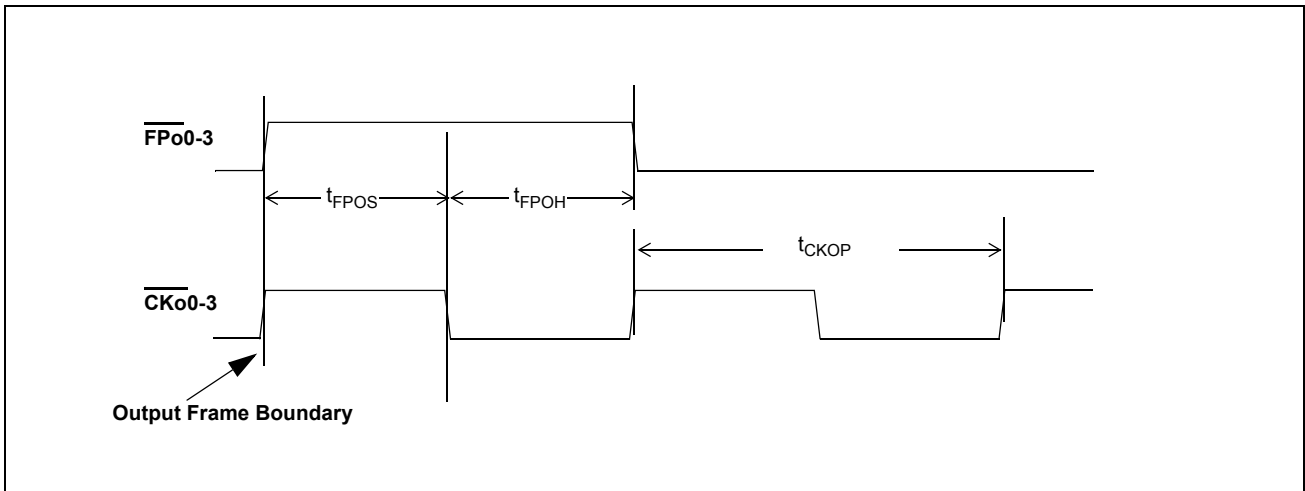 FPo0-3
tFPOS
tFPOH
tCKOP
CKo0-3
Output Frame Boundary